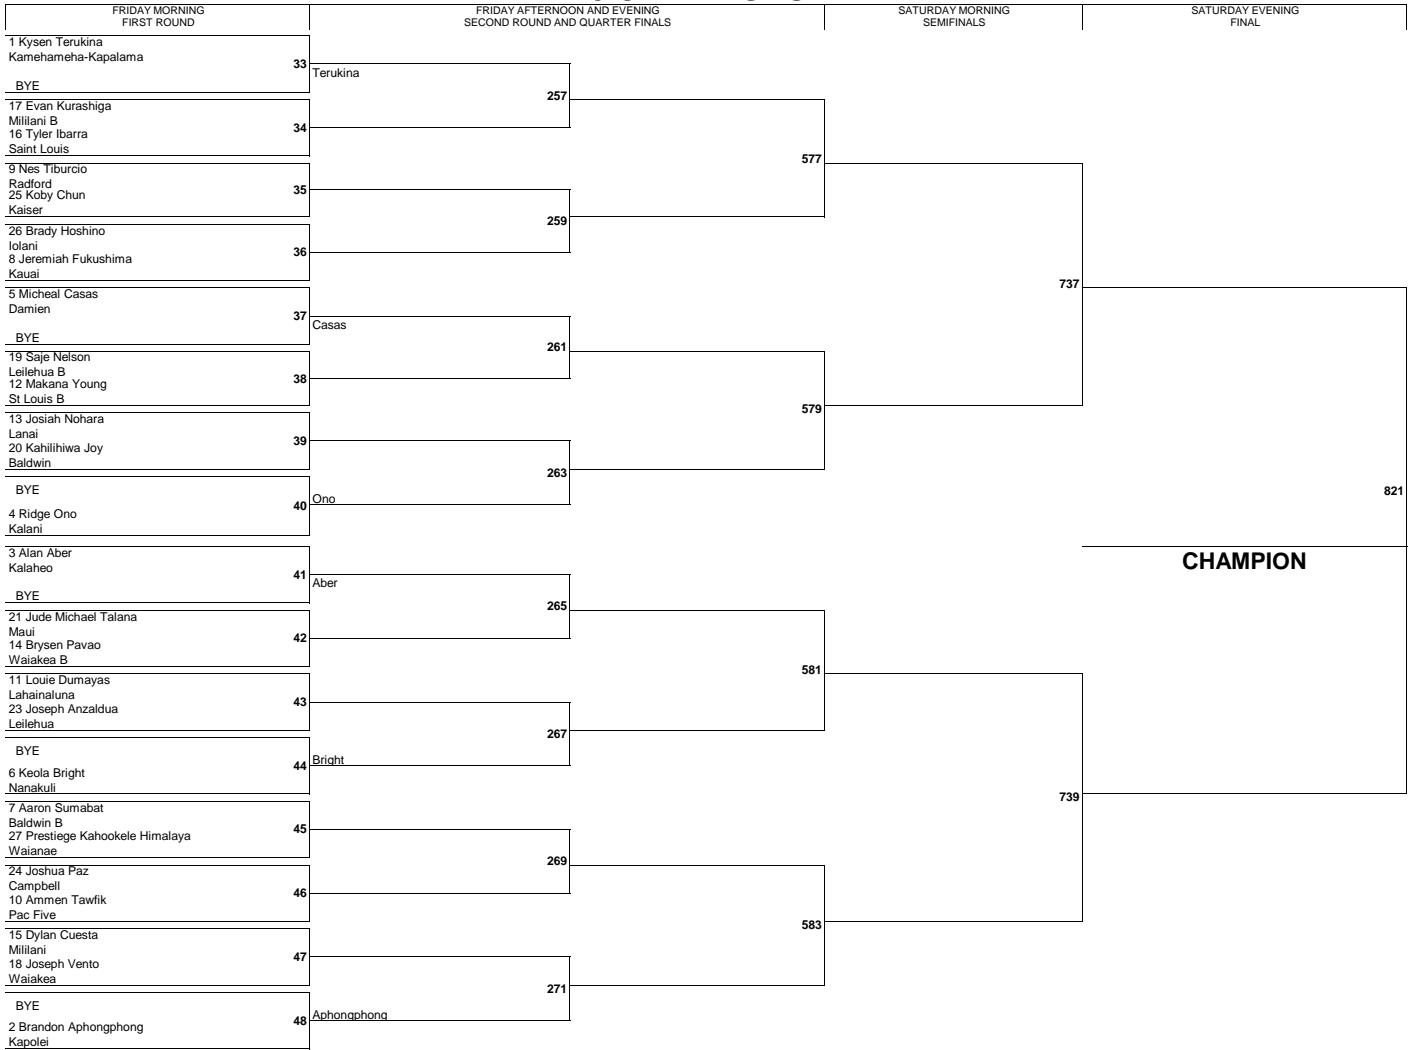 FRIDAY MORNING
FIRST ROUND
FRIDAY AFTERNOON AND EVENING
SECOND ROUND AND QUARTER FINALS
SATURDAY MORNING
SEMIFINALS
SATURDAY EVENING
FINAL
1 Kysen Terukina
Kamehameha-Kapalama
33
BYE
Terukina
257
17 Evan Kurashiga
Mililani B
34
16 Tyler Ibarra
Saint Louis
577
9 Nes Tiburcio
Radford
35
25 Koby Chun
Kaiser
259
26 Brady Hoshino
Iolani
36
8 Jeremiah Fukushima
Kauai
737
5 Micheal Casas
Damien
37
BYE
Casas
261
19 Saje Nelson
Leilehua B
38
12 Makana Young
St Louis B
579
13 Josiah Nohara
Lanai
39
20 Kahilihiwa Joy
Baldwin
263
BYE
40
Ono
4 Ridge Ono
Kalani
821
CHAMPION
3 Alan Aber
Kalaheo
41
BYE
Aber
265
21 Jude Michael Talana
Maui
42
14 Brysen Pavao
Waiakea B
581
11 Louie Dumayas
Lahainaluna
43
23 Joseph Anzaldua
Leilehua
267
BYE
44
Bright
6 Keola Bright
Nanakuli
739
7 Aaron Sumabat
Baldwin B
45
27 Prestiege Kahookele Himalaya
Waianae
269
24 Joshua Paz
Campbell
46
10 Ammen Tawfik
Pac Five
583
15 Dylan Cuesta
Mililani
47
18 Joseph Vento
Waiakea
271
BYE
48
Aphongphong
2 Brandon Aphongphong
Kapolei